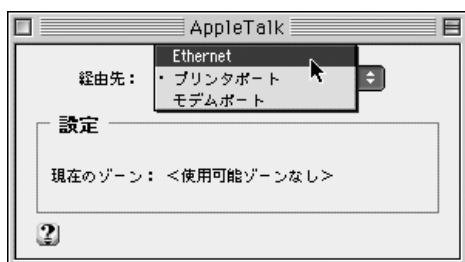 AppleTalk
Ethernet
経由先： • プリンタポート
モデムポート
設定
現在のゾーン： ＜使用可能ゾーンなし＞
?